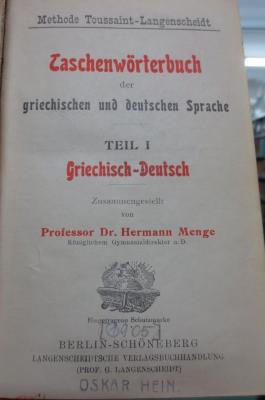 Methode Toussaint-Langenscheidt
Taschenwörterbuch
der
griechischen und deutschen Sprache
TEIL I
Griechisch-Deutsch
Zusammengestellt
von
Professor Dr. Hermann Menge
Königlichem Gymnasialdirektor a. D.
Eingetragene Schutzmarke
BERLIN-SCHÖNEBERG
LANGENSCHEIDTSCHE VERLAGSBUCHHANDLUNG
(PROF. G. LANGENSCHEIDT)
OSKAR HEIN.